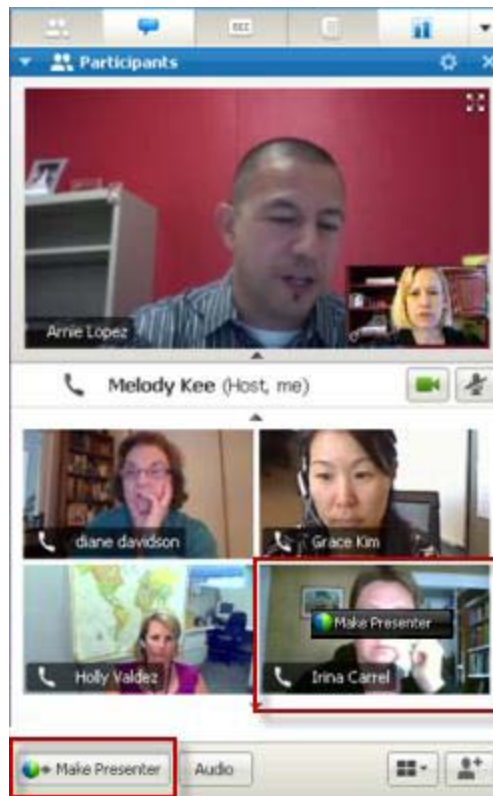 REC
Participants
Arnie Lopez
Melody Kee (Host, me)
diane davidson
Grace Kim
Make Presenter
Holly Valdez
Irina Carrel
Make Presenter
Audio